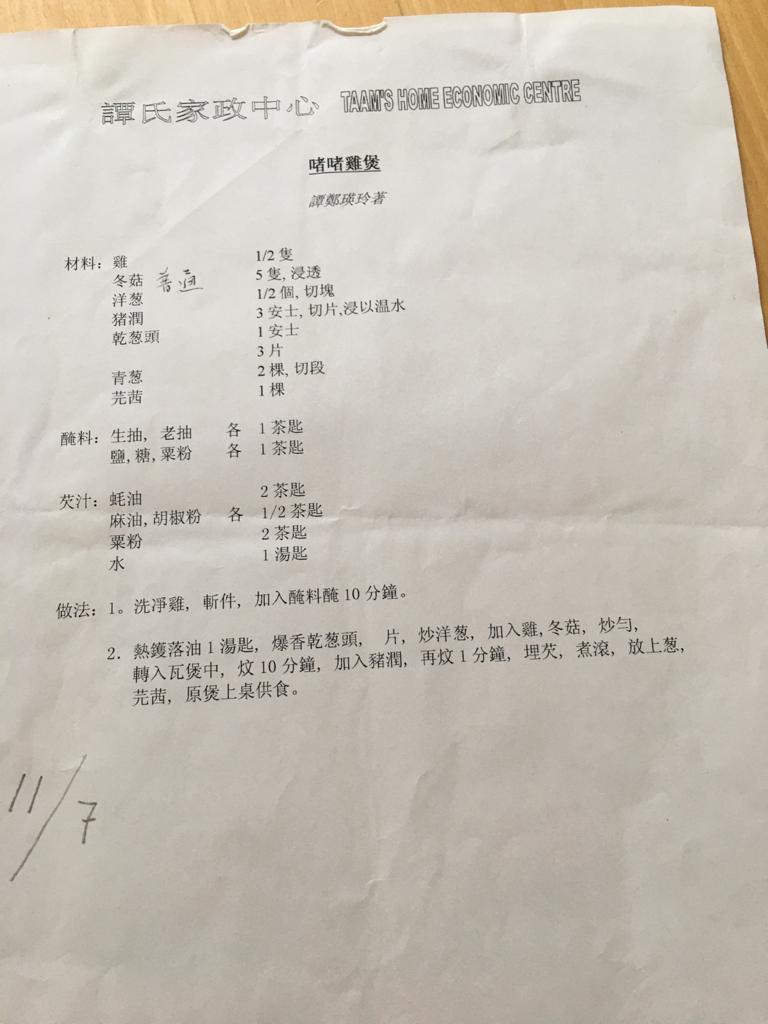 譚氏家政中心 TAAM'S HOME ECONOMIC CENTRE
啫啫雞煲
譚鄭瑛玲著
材料: 雞 1/2 隻
冬菇 普通 5 隻, 浸透
洋葱 1/2 個, 切塊
猪潤 3 安士, 切片,浸以温水
乾葱頭 1 安士
3 片
青葱 2 棵, 切段
芫茜 1 棵
醃料: 生抽, 老抽 各 1 茶匙
鹽,糖,粟粉 各 1 茶匙
芡汁: 蚝油 2 茶匙
麻油,胡椒粉 各 1/2 茶匙
粟粉 2 茶匙
水 1 湯匙
做法: 1。洗凈雞, 斬件, 加入醃料醃 10 分鐘。
2. 熱鑊落油 1 湯匙, 爆香乾葱頭, 片, 炒洋葱, 加入雞,冬菇, 炒勻,
轉入瓦煲中, 炆 10 分鐘, 加入豬潤, 再炆 1 分鐘, 埋芡, 煮滾, 放上葱,
芫茜, 原煲上桌供食。
11/7